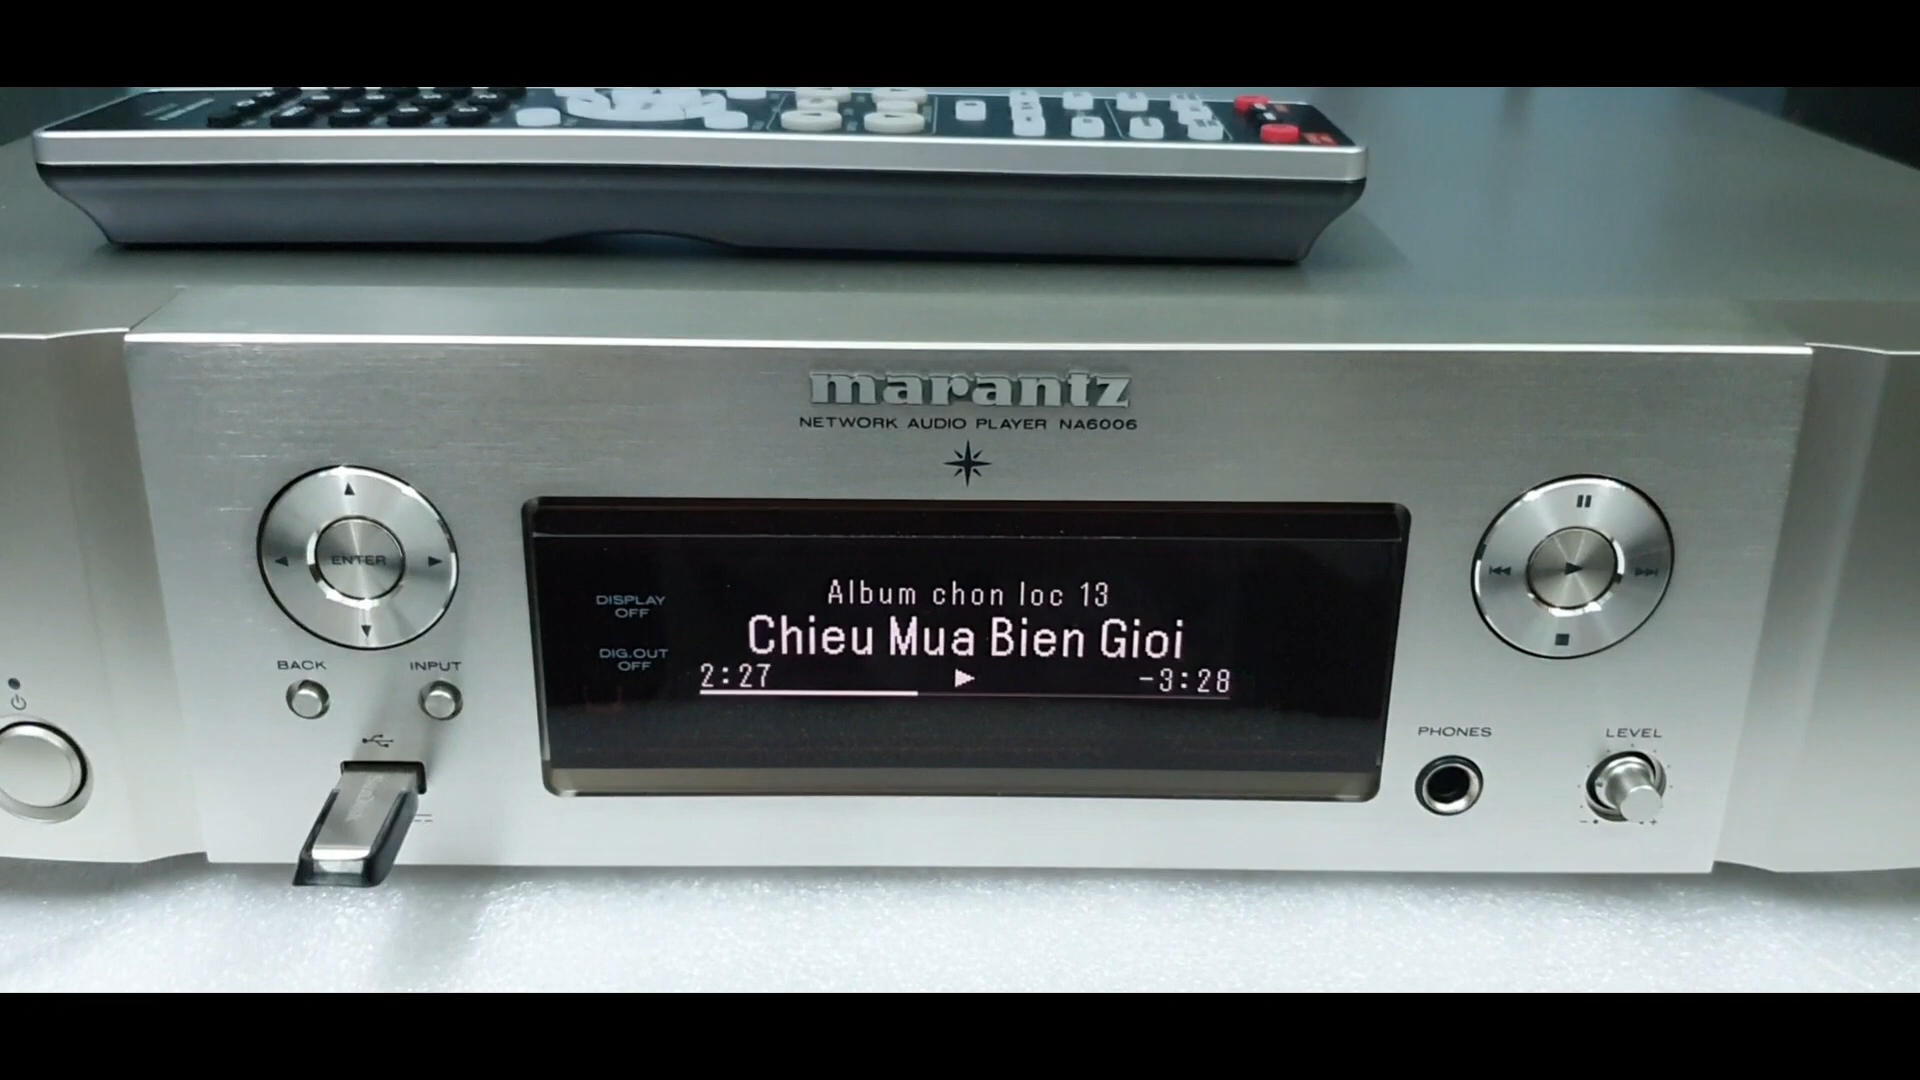 marantz
NETWORK AUDIO PLAYER NA6006
ENTER
BACK
INPUT
DISPLAY
OFF
DIG.OUT
OFF
Album chon loc 13
Chieu Mua Bien Gioi
2:27
-3:28
PHONES
LEVEL